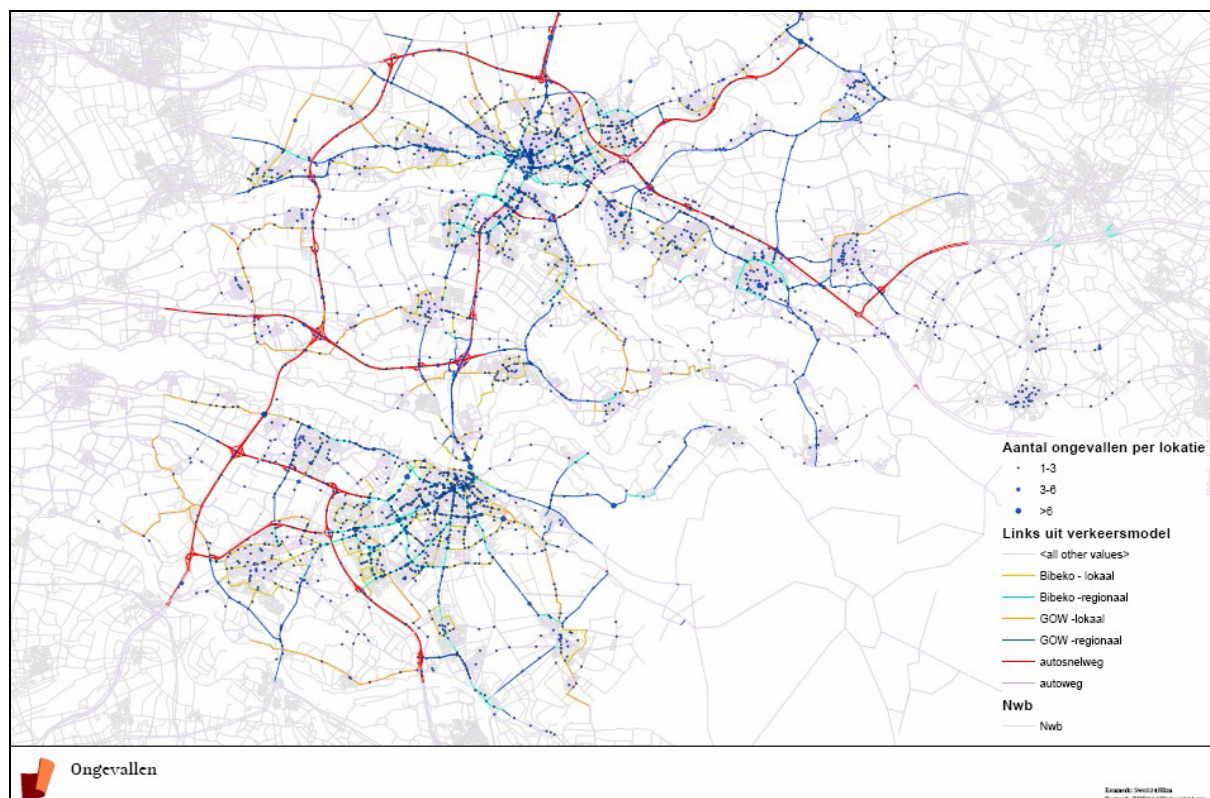 Aantal ongevallen per lokatie
1-3
3-6
>6
Links uit verkeersmodel
<all other values>
Bibeko - lokaal
Bibeko -regionaal
GOW -lokaal
GOW -regionaal
autosnelweg
autoweg
Nwb
Nwb
Ongevallen